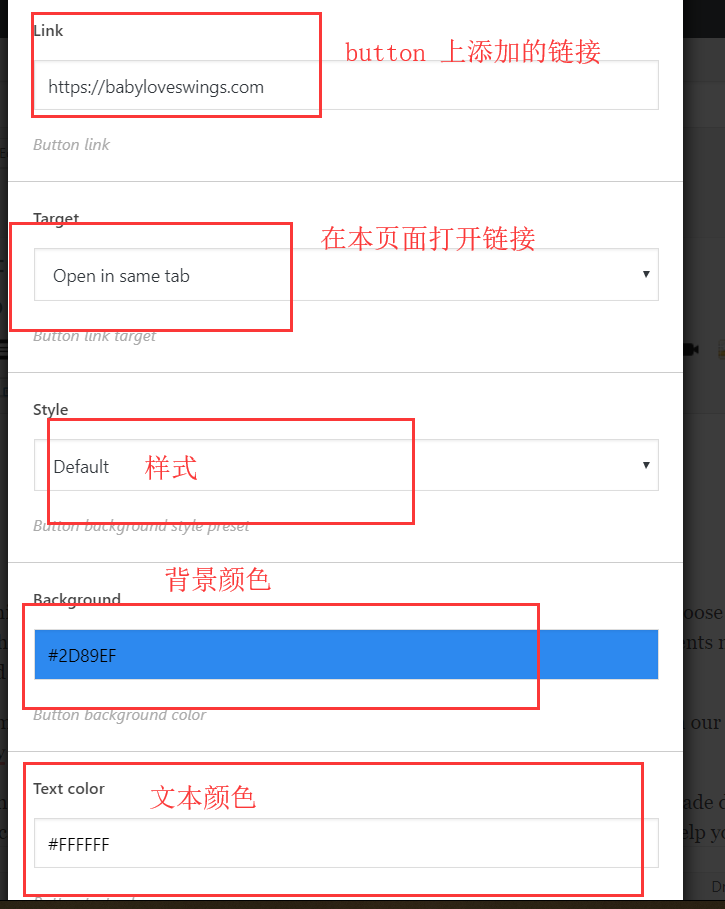 Link
button 上添加的链接
https://babyloveswings.com
Button link
Target
在本页面打开链接
Open in same tab
Button link target
Style
Default
样式
Button background style preset
背景颜色
Background
#2D89EF
Button background color
Text color
文本颜色
#FFFFFF
oose
our